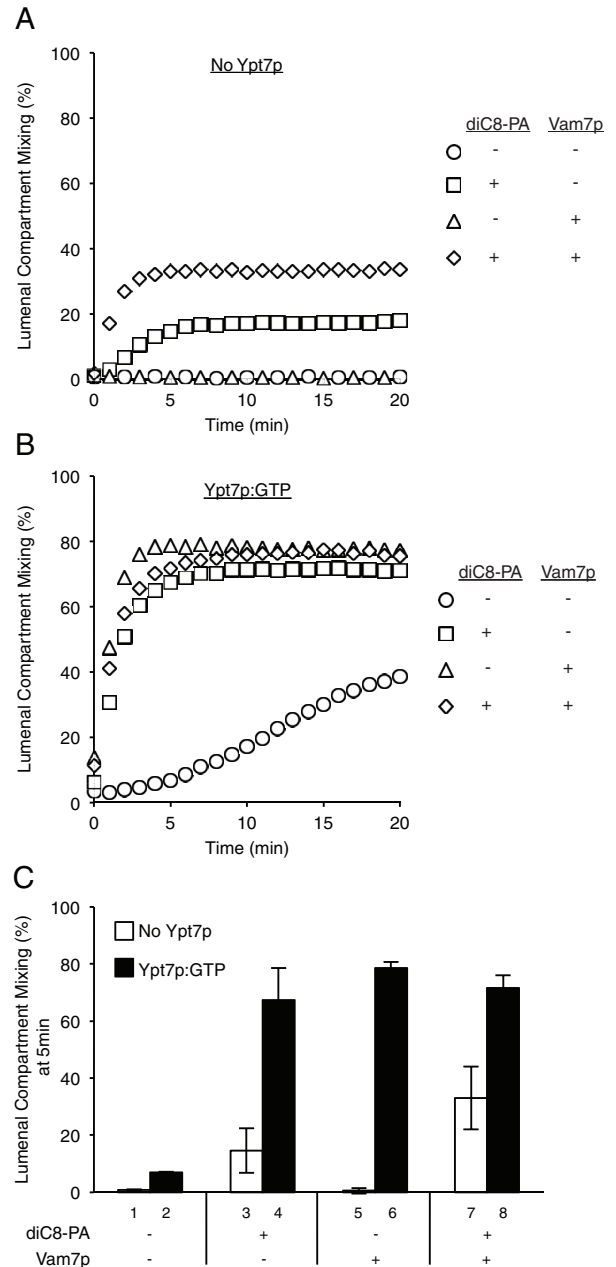 A
No Ypt7p
Lumenal Compartment Mixing (%)
100
80
60
40
20
0
0 5 10 15 20
Time (min)
diC8-PA Vam7p
- -
+ -
- +
+ +
B
Ypt7p:GTP
Lumenal Compartment Mixing (%)
100
80
60
40
20
0
0 5 10 15 20
Time (min)
diC8-PA Vam7p
- -
+ -
- +
+ +
C
Lumenal Compartment Mixing (%)
at 5min
100
80
60
40
20
0
No Ypt7p
Ypt7p:GTP
1 2 3 4 5 6 7 8
diC8-PA - + - +
Vam7p - - + +